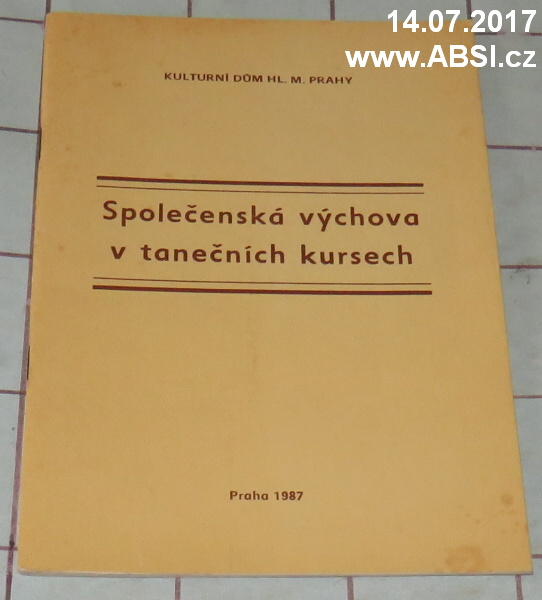 14.07.2017
www.ABSI.cz
KULTURNÍ DŮM HL. M. PRAHY
Společenská výchova
v tanečních kursech
Praha 1987